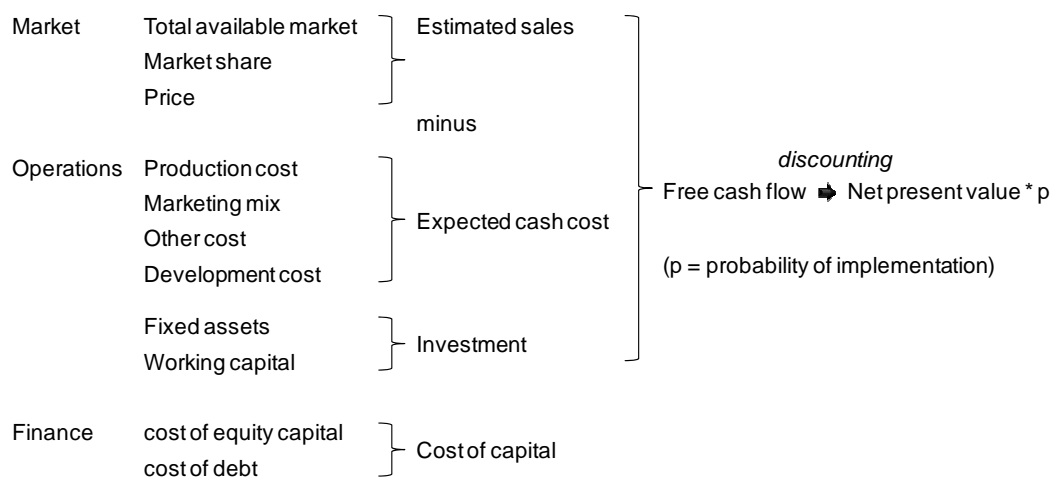 Market Total available market Estimated sales
Market share
Price
minus
discounting
Operations Production cost
Marketing mix
Other cost
Development cost
Expected cash cost
Free cash flow Net present value * p
(p = probability of implementation)
Fixed assets
Working capital
Investment
Finance cost of equity capital
cost of debt
Cost of capital